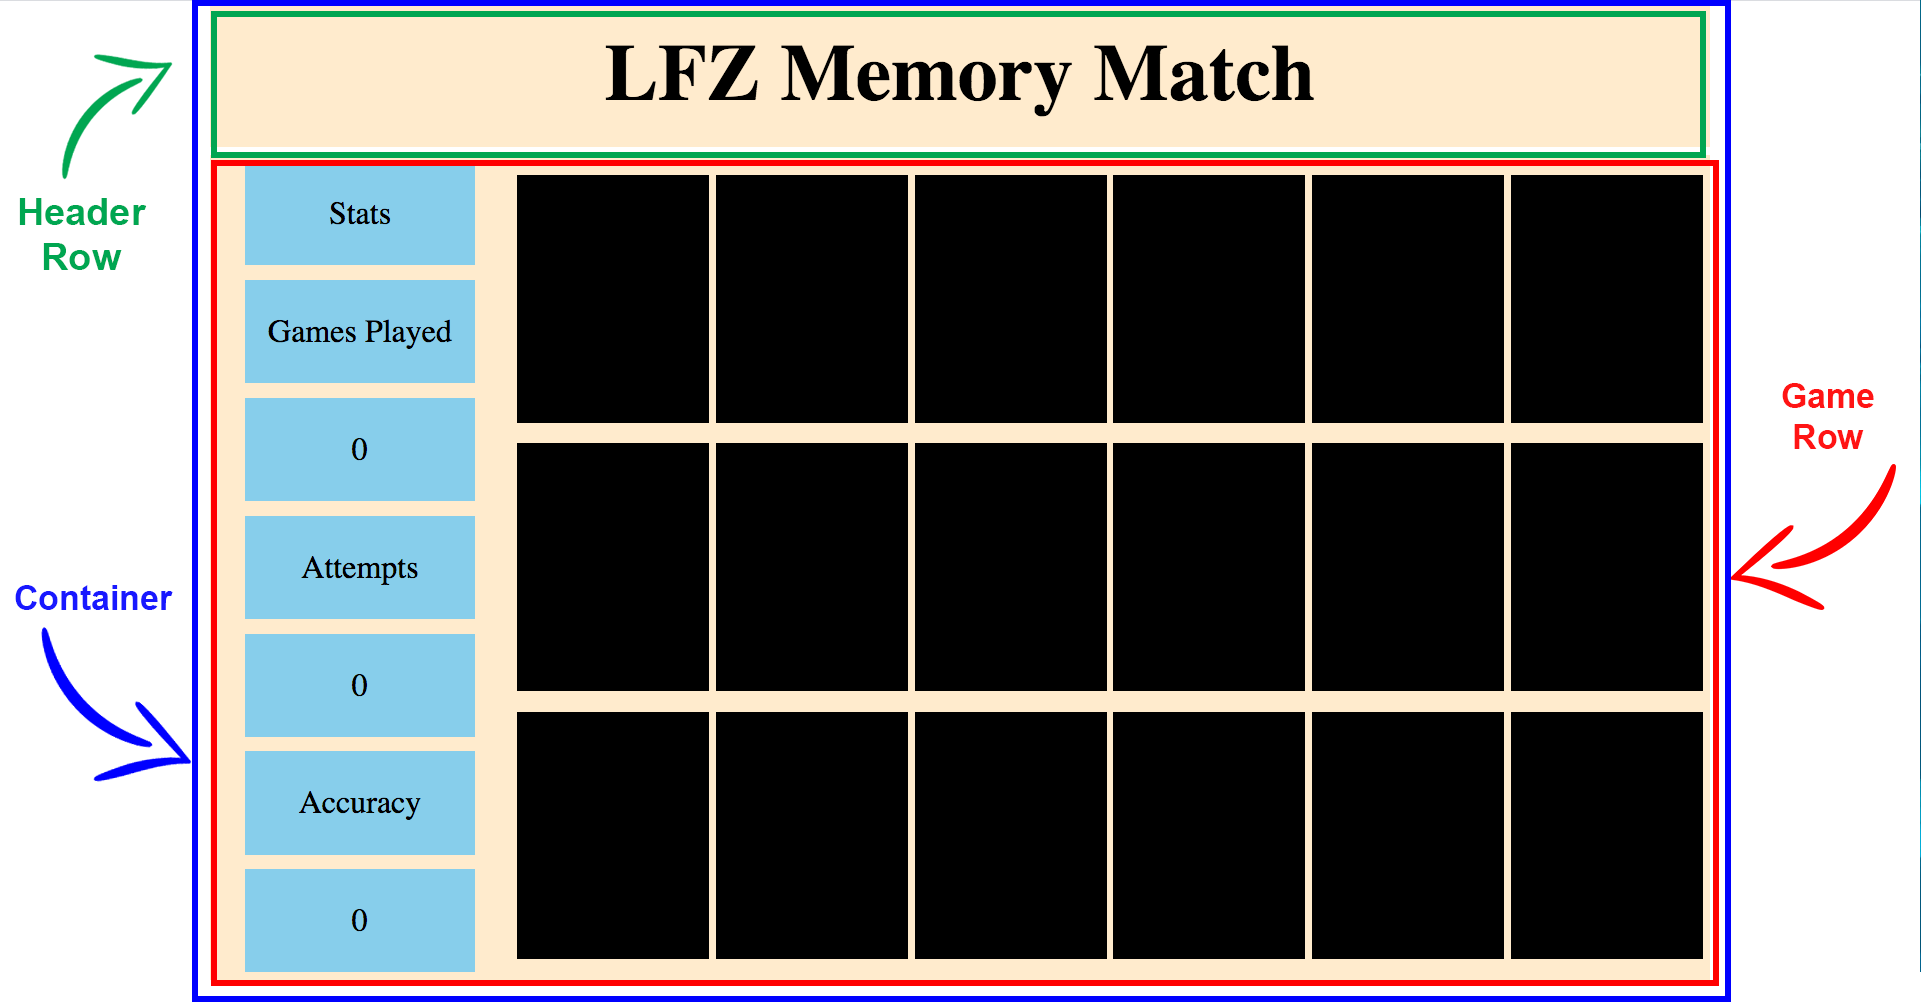 LFZ Memory Match
Header
Row
Stats
Games Played
0
Attempts
0
Accuracy
0
Container
Game
Row